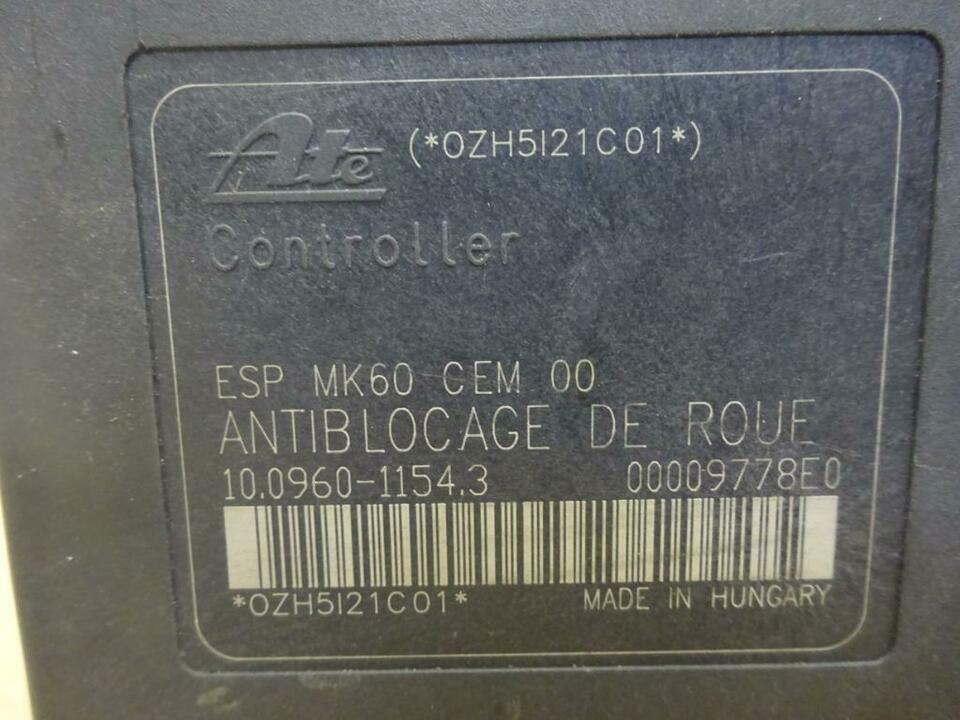 Ate (*OZH5I21C01*)
Controller
ESP MK60 CEM 00
ANTIBLOCAGE DE ROUE
10.0960-1154.3 00009778E0
*OZH5I21C01* MADE IN HUNGARY